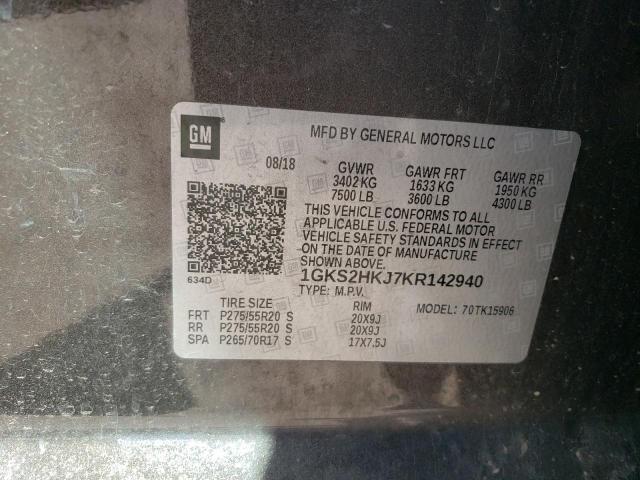 GM
MFD BY GENERAL MOTORS LLC
08/18
GVWR GAWR FRT GAWR RR
3402 KG 1633 KG 1950 KG
7500 LB 3600 LB 4300 LB
THIS VEHICLE CONFORMS TO ALL
APPLICABLE U.S. FEDERAL MOTOR
VEHICLE SAFETY STANDARDS IN EFFECT
ON THE DATE OF MANUFACTURE
SHOWN ABOVE.
634D
1GKS2HKJ7KR142940
TYPE: M.P.V.
MODEL: 70TK15906
TIRE SIZE RIM
FRT P275/55R20 S 20X9J
RR P275/55R20 S 20X9J
SPA P265/70R17 S 17X7.5J